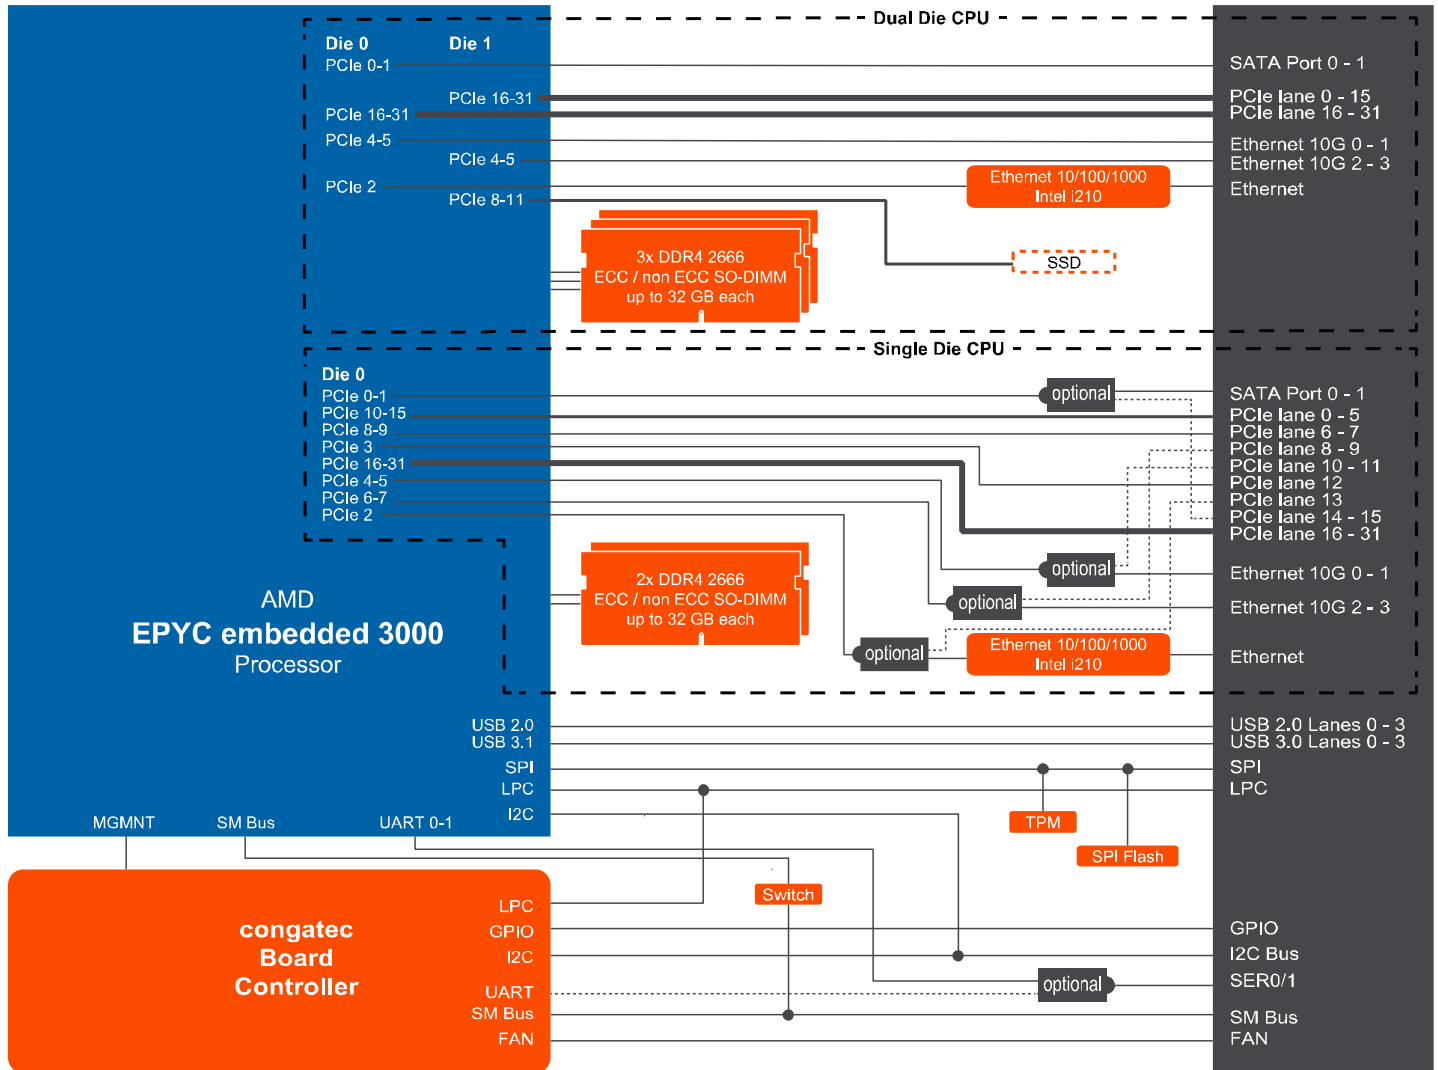 Dual Die CPU
Die 0
Die 1
PCIe 0-1
SATA Port 0 - 1
PCIe 16-31
PCIe lane 0 - 15
PCIe 16-31
PCIe lane 16 - 31
PCIe 4-5
Ethernet 10G 0 - 1
PCIe 4-5
Ethernet 10G 2 - 3
PCIe 2
Ethernet 10/100/1000
Intel i210
Ethernet
PCIe 8-11
3x DDR4 2666
ECC / non ECC SO-DIMM
up to 32 GB each
SSD
Single Die CPU
Die 0
PCIe 0-1
optional
SATA Port 0 - 1
PCIe 10-15
PCIe lane 0 - 5
PCIe 8-9
PCIe lane 6 - 7
PCIe 3
PCIe lane 8 - 9
PCIe 16-31
PCIe lane 10 - 11
PCIe 4-5
PCIe lane 12
PCIe 6-7
PCIe lane 13
PCIe 2
PCIe lane 14 - 15
PCIe lane 16 - 31
2x DDR4 2666
ECC / non ECC SO-DIMM
up to 32 GB each
optional
Ethernet 10G 0 - 1
optional
Ethernet 10G 2 - 3
optional
Ethernet 10/100/1000
Intel i210
Ethernet
AMD
EPYC embedded 3000
Processor
USB 2.0
USB 2.0 Lanes 0 - 3
USB 3.1
USB 3.0 Lanes 0 - 3
SPI
SPI
LPC
LPC
I2C
TPM
SPI Flash
MGMNT
SM Bus
UART 0-1
Switch
congatec
Board
Controller
LPC
GPIO
GPIO
I2C
I2C Bus
UART
optional
SER0/1
SM Bus
SM Bus
FAN
FAN